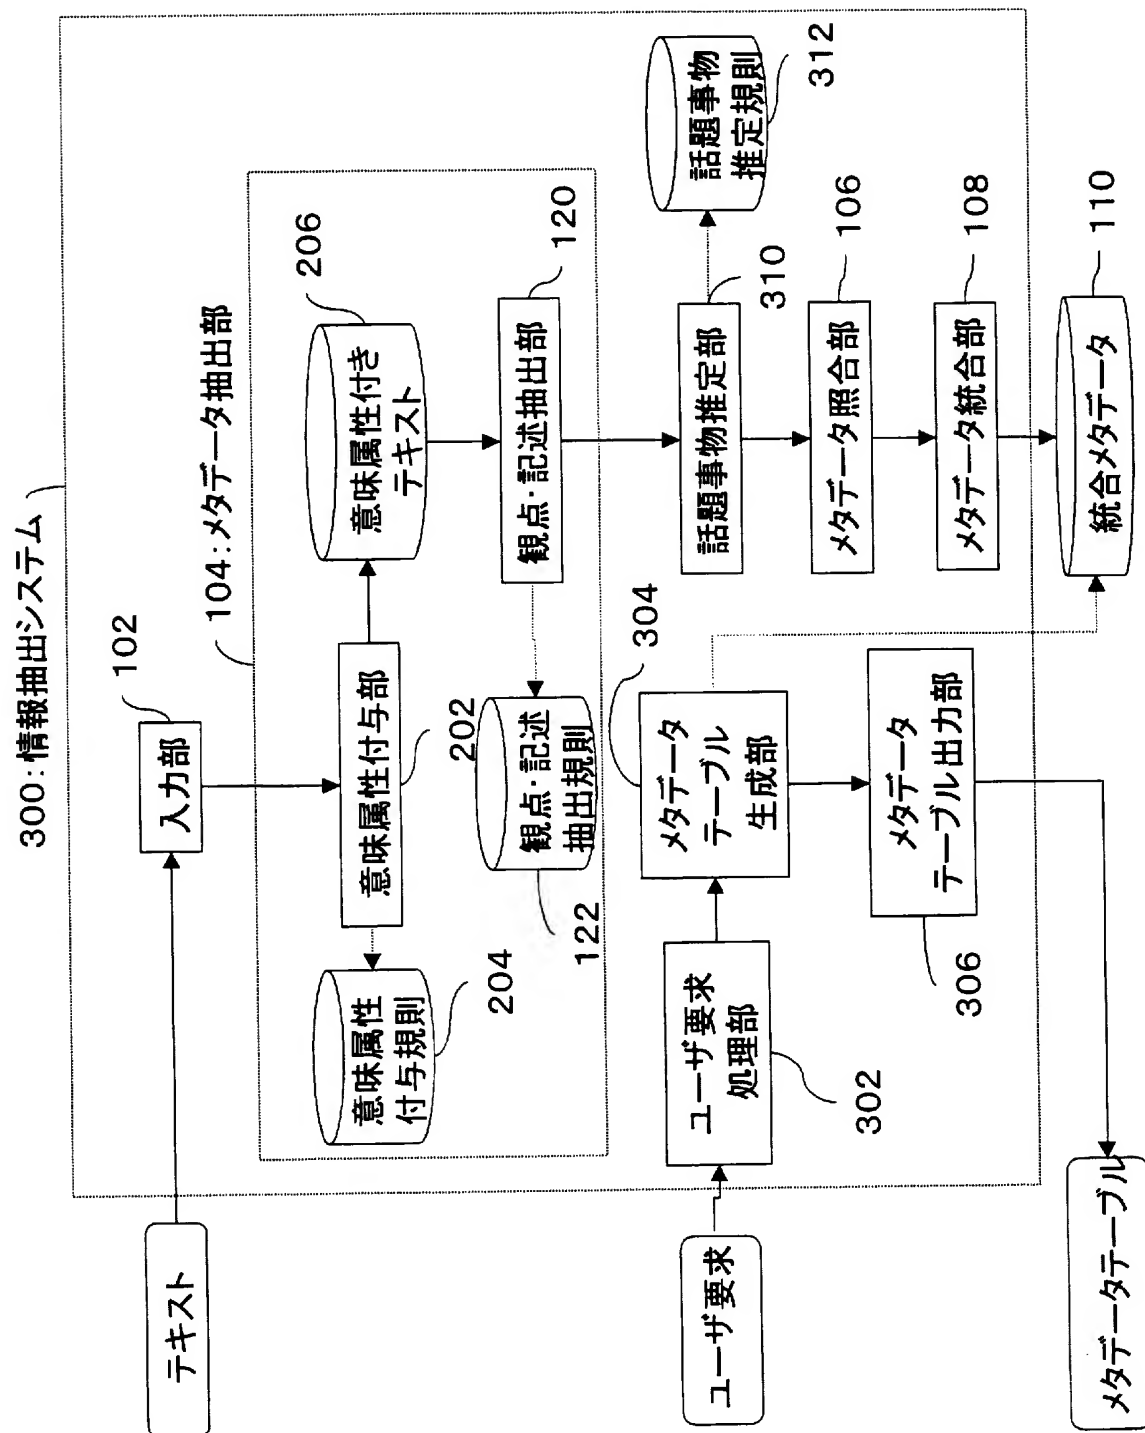 300:情報抽出システム
テキスト
入力部
102
104:メタデータ抽出部
意味属性
付与規則
204
意味属性付与部
202
意味属性付き
テキスト
206
観点・記述
抽出規則
122
観点・記述抽出部
120
ユーザ要求
ユーザ要求
処理部
302
メタデータ
テーブル
生成部
304
話題事物推定部
310
話題事物
推定規則
312
メタデータ照合部
106
メタデータ
テーブル出力部
306
メタデータ統合部
108
メタデータテーブル
統合メタデータ
110